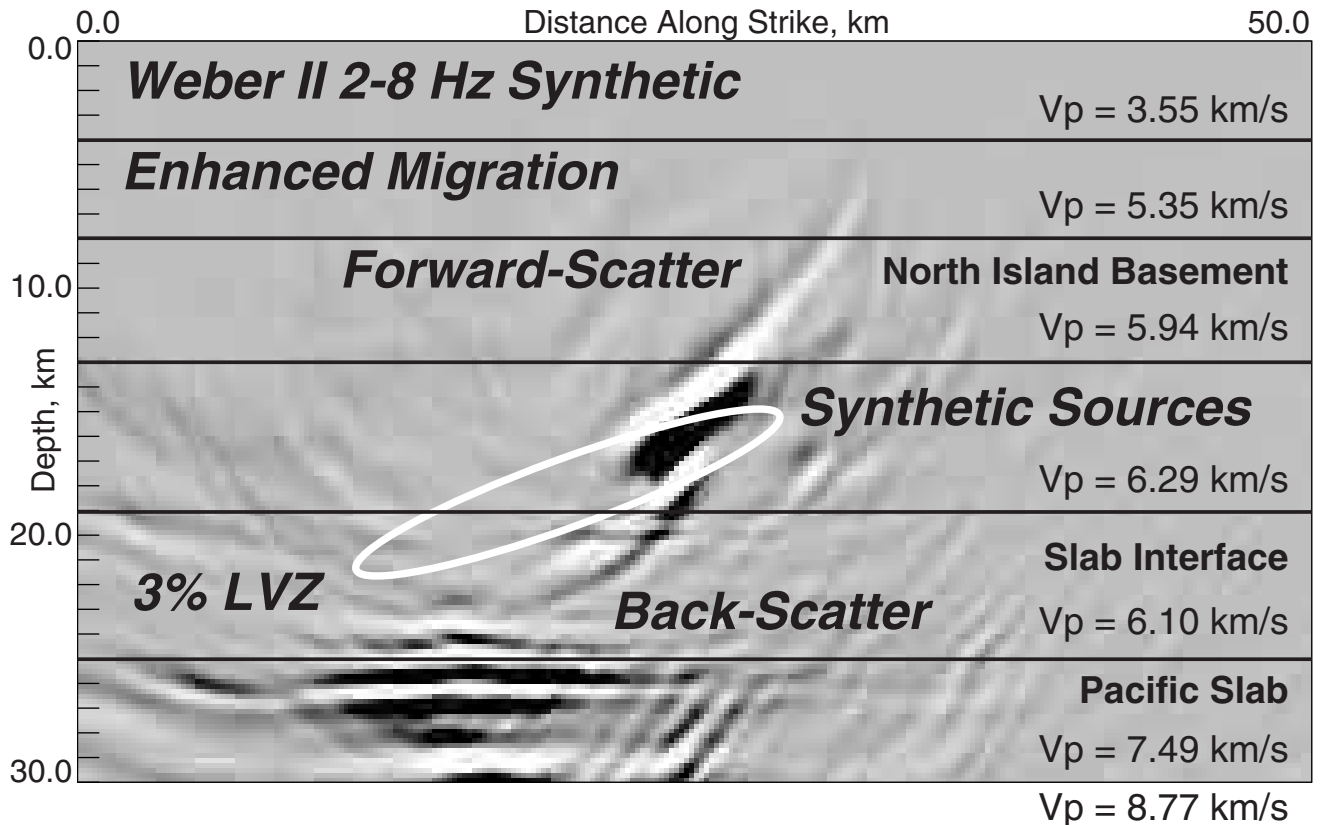 0.0 Distance Along Strike, km 50.0
0.0
Weber II 2-8 Hz Synthetic
Vp = 3.55 km/s
Enhanced Migration
Vp = 5.35 km/s
Forward-Scatter
North Island Basement
10.0
Vp = 5.94 km/s
Depth, km
Synthetic Sources
Vp = 6.29 km/s
20.0
Slab Interface
3% LVZ
Back-Scatter
Vp = 6.10 km/s
Pacific Slab
Vp = 7.49 km/s
30.0
Vp = 8.77 km/s